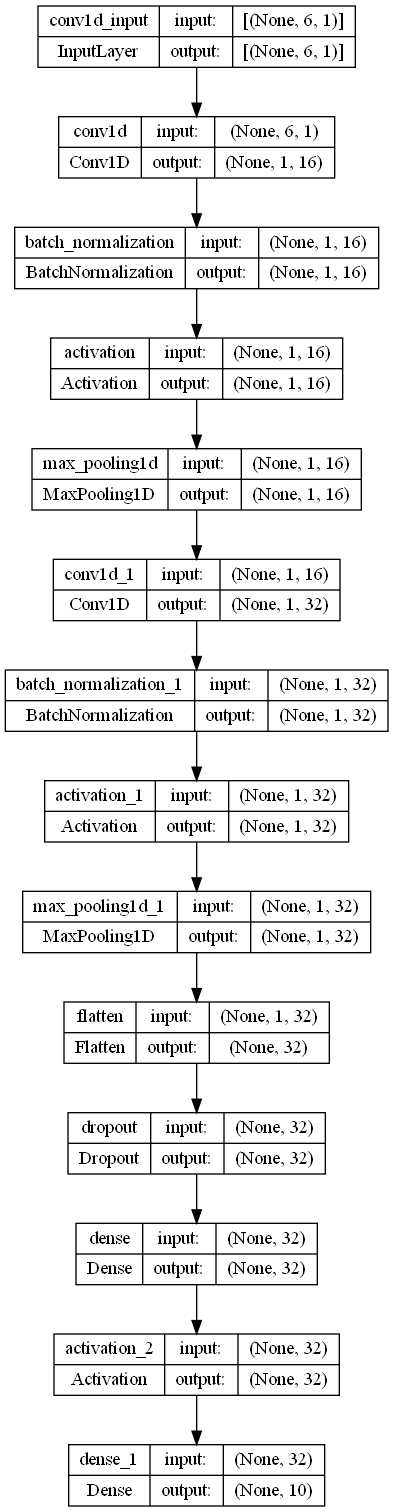 conv1d_input input: [(None, 6, 1)]
InputLayer output: [(None, 6, 1)]
conv1d input: (None, 6, 1)
Conv1D output: (None, 1, 16)
batch_normalization input: (None, 1, 16)
BatchNormalization output: (None, 1, 16)
activation input: (None, 1, 16)
Activation output: (None, 1, 16)
max_pooling1d input: (None, 1, 16)
MaxPooling1D output: (None, 1, 16)
conv1d_1 input: (None, 1, 16)
Conv1D output: (None, 1, 32)
batch_normalization_1 input: (None, 1, 32)
BatchNormalization output: (None, 1, 32)
activation_1 input: (None, 1, 32)
Activation output: (None, 1, 32)
max_pooling1d_1 input: (None, 1, 32)
MaxPooling1D output: (None, 1, 32)
flatten input: (None, 1, 32)
Flatten output: (None, 32)
dropout input: (None, 32)
Dropout output: (None, 32)
dense input: (None, 32)
Dense output: (None, 32)
activation_2 input: (None, 32)
Activation output: (None, 32)
dense_1 input: (None, 32)
Dense output: (None, 10)